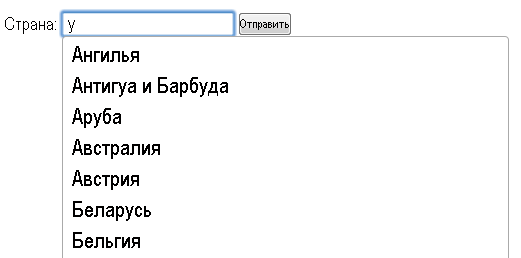 Страна: у Отправить
Ангилья
Антигуа и Барбуда
Аруба
Австралия
Австрия
Беларусь
Бельгия